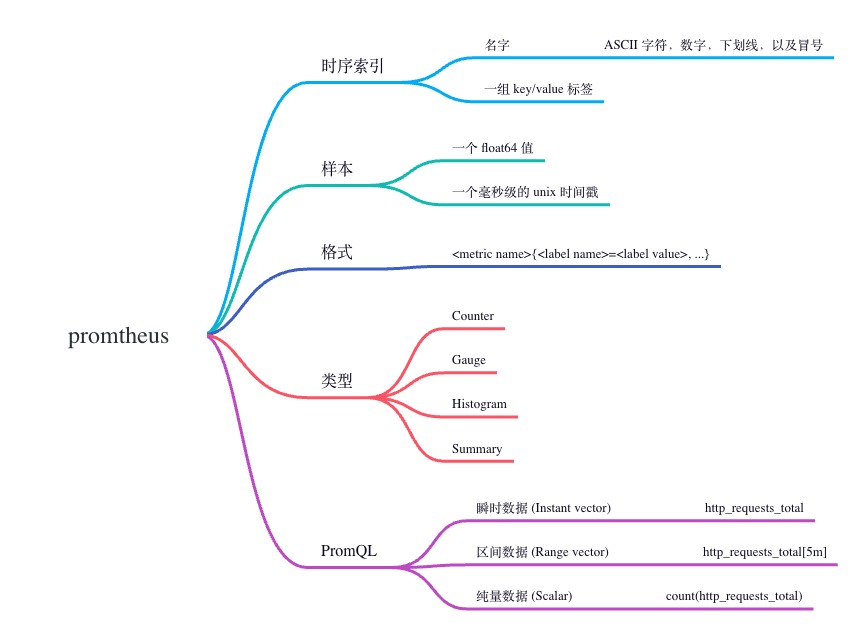 promtheus
时序索引
名字
ASCII 字符，数字，下划线，以及冒号
一组 key/value 标签
样本
一个 float64 值
一个毫秒级的 unix 时间戳
格式
<metric name>{<label name>=<label value>, ...}
类型
Counter
Gauge
Histogram
Summary
PromQL
瞬时数据 (Instant vector)
http_requests_total
区间数据 (Range vector)
http_requests_total[5m]
纯量数据 (Scalar)
count(http_requests_total)